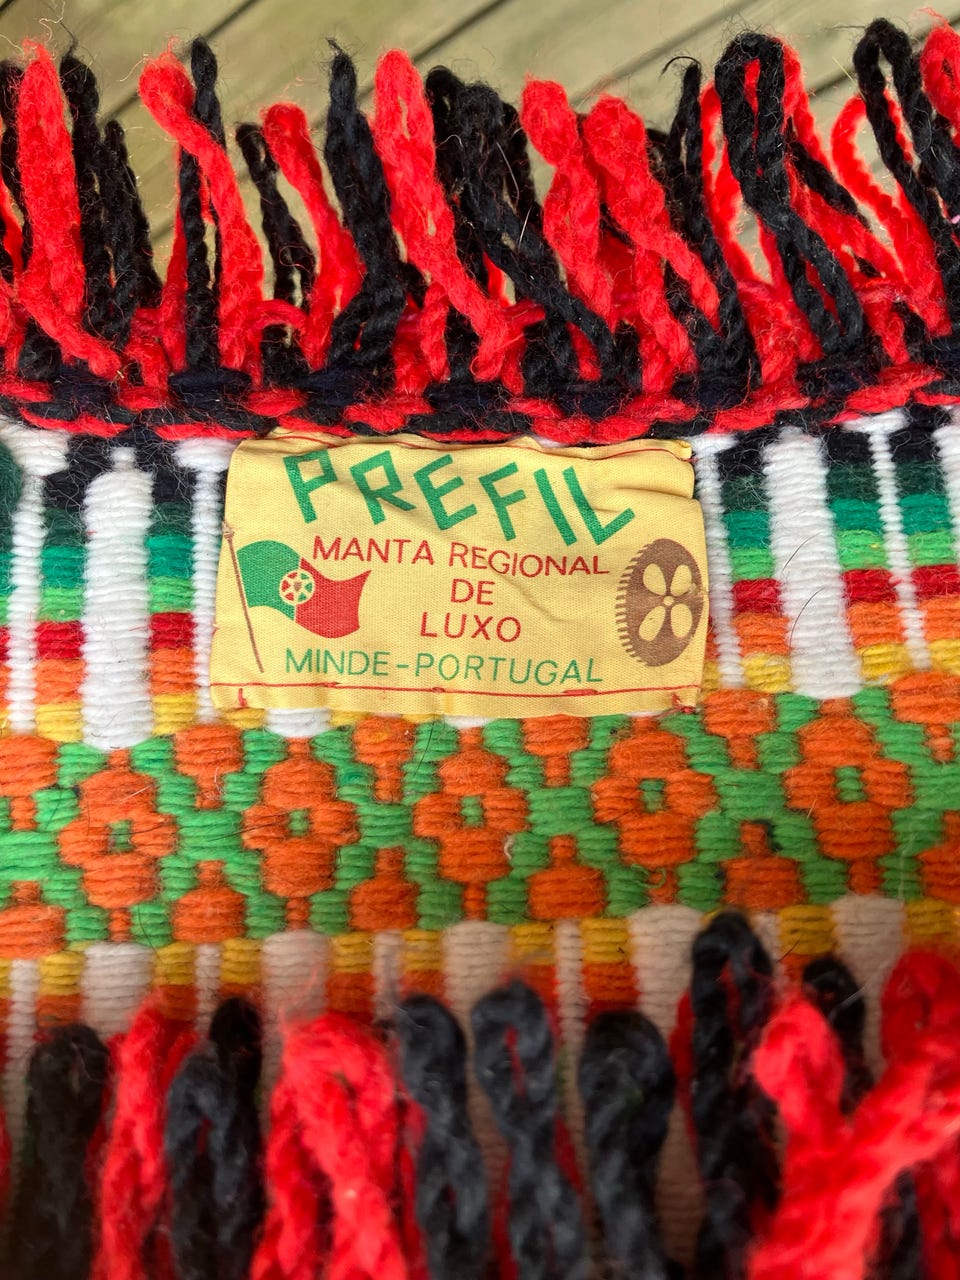 PREFIL
MANTA REGIONAL
DE
LUXO
MINDE-PORTUGAL